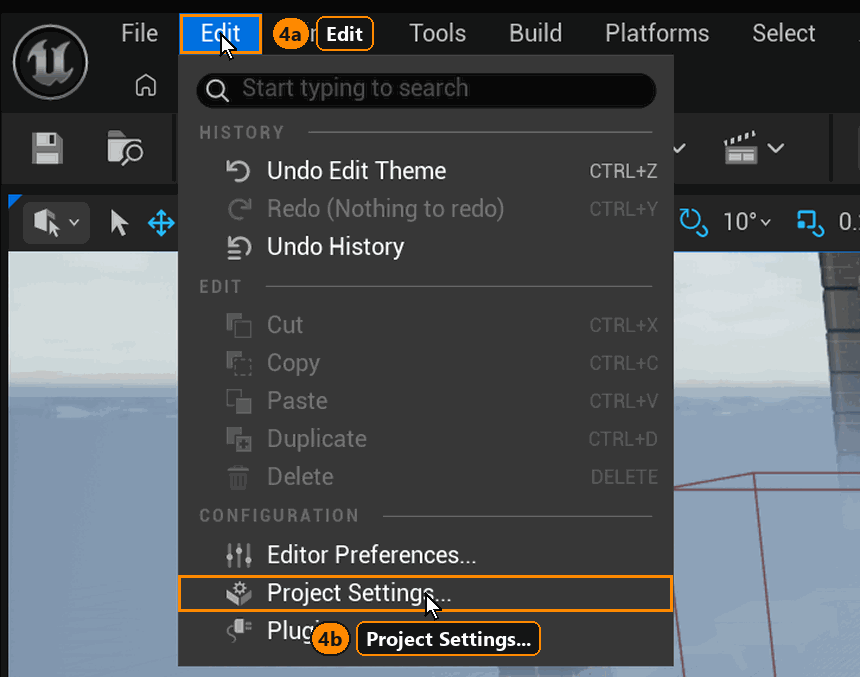 File Edit 4a Edit Tools Build Platforms Select
Start typing to search
HISTORY
Undo Edit Theme CTRL+Z
Redo (Nothing to redo) CTRL+Y
Undo History
10°
EDIT
Cut CTRL+X
Copy CTRL+C
Paste CTRL+V
Duplicate CTRL+D
Delete DELETE
CONFIGURATION
Editor Preferences...
Project Settings...
4b Project Settings...